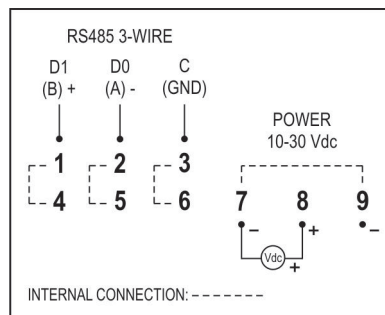 RS485 3-WIRE
D1 D0 C
(B) + (A) - (GND)
POWER
10-30 Vdc
1 2 3
4 5 6
7 8 9
– + –
Vdc +
INTERNAL CONNECTION: